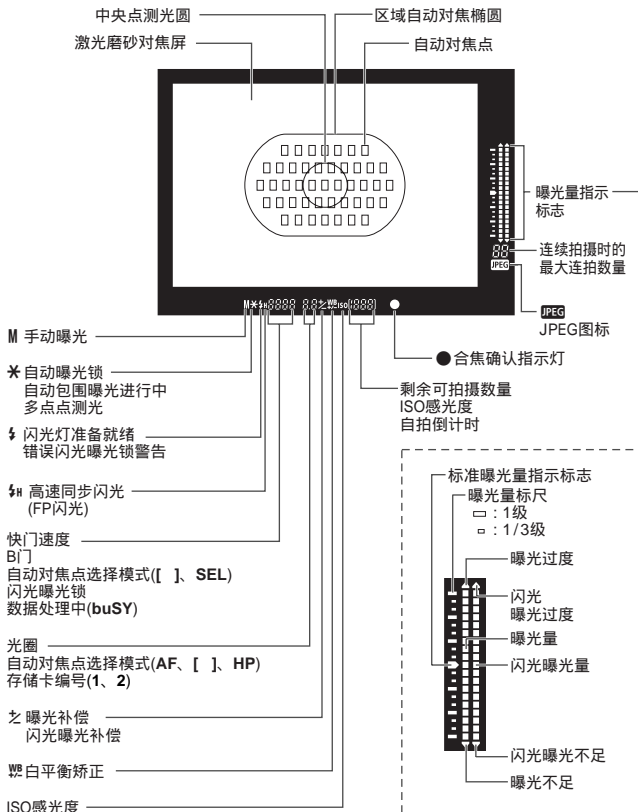 中央点测光圆
区域自动对焦椭圆
激光磨砂对焦屏
自动对焦点
曝光量指示
标志
连续拍摄时的
最大连拍数量
JPEG
JPEG
JPEG图标
M
WB
ISO
M 手动曝光
自动曝光锁
自动包围曝光进行中
多点点测光
闪光灯准备就绪
错误闪光曝光锁警告
H 高速同步闪光
(FP闪光)
快门速度
B门
自动对焦点选择模式([ ]、SEL)
闪光曝光锁
数据处理中(buSY)
光圈
自动对焦点选择模式(AF、[ ]、HP)
存储卡编号(1、2)
曝光补偿
闪光曝光补偿
WB 白平衡矫正
ISO感光度
●合焦确认指示灯
剩余可拍摄数量
ISO感光度
自拍倒计时
标准曝光量指示标志
曝光量标尺
: 1级
: 1/3级
曝光过度
闪光
曝光过度
曝光量
闪光曝光量
闪光曝光不足
曝光不足